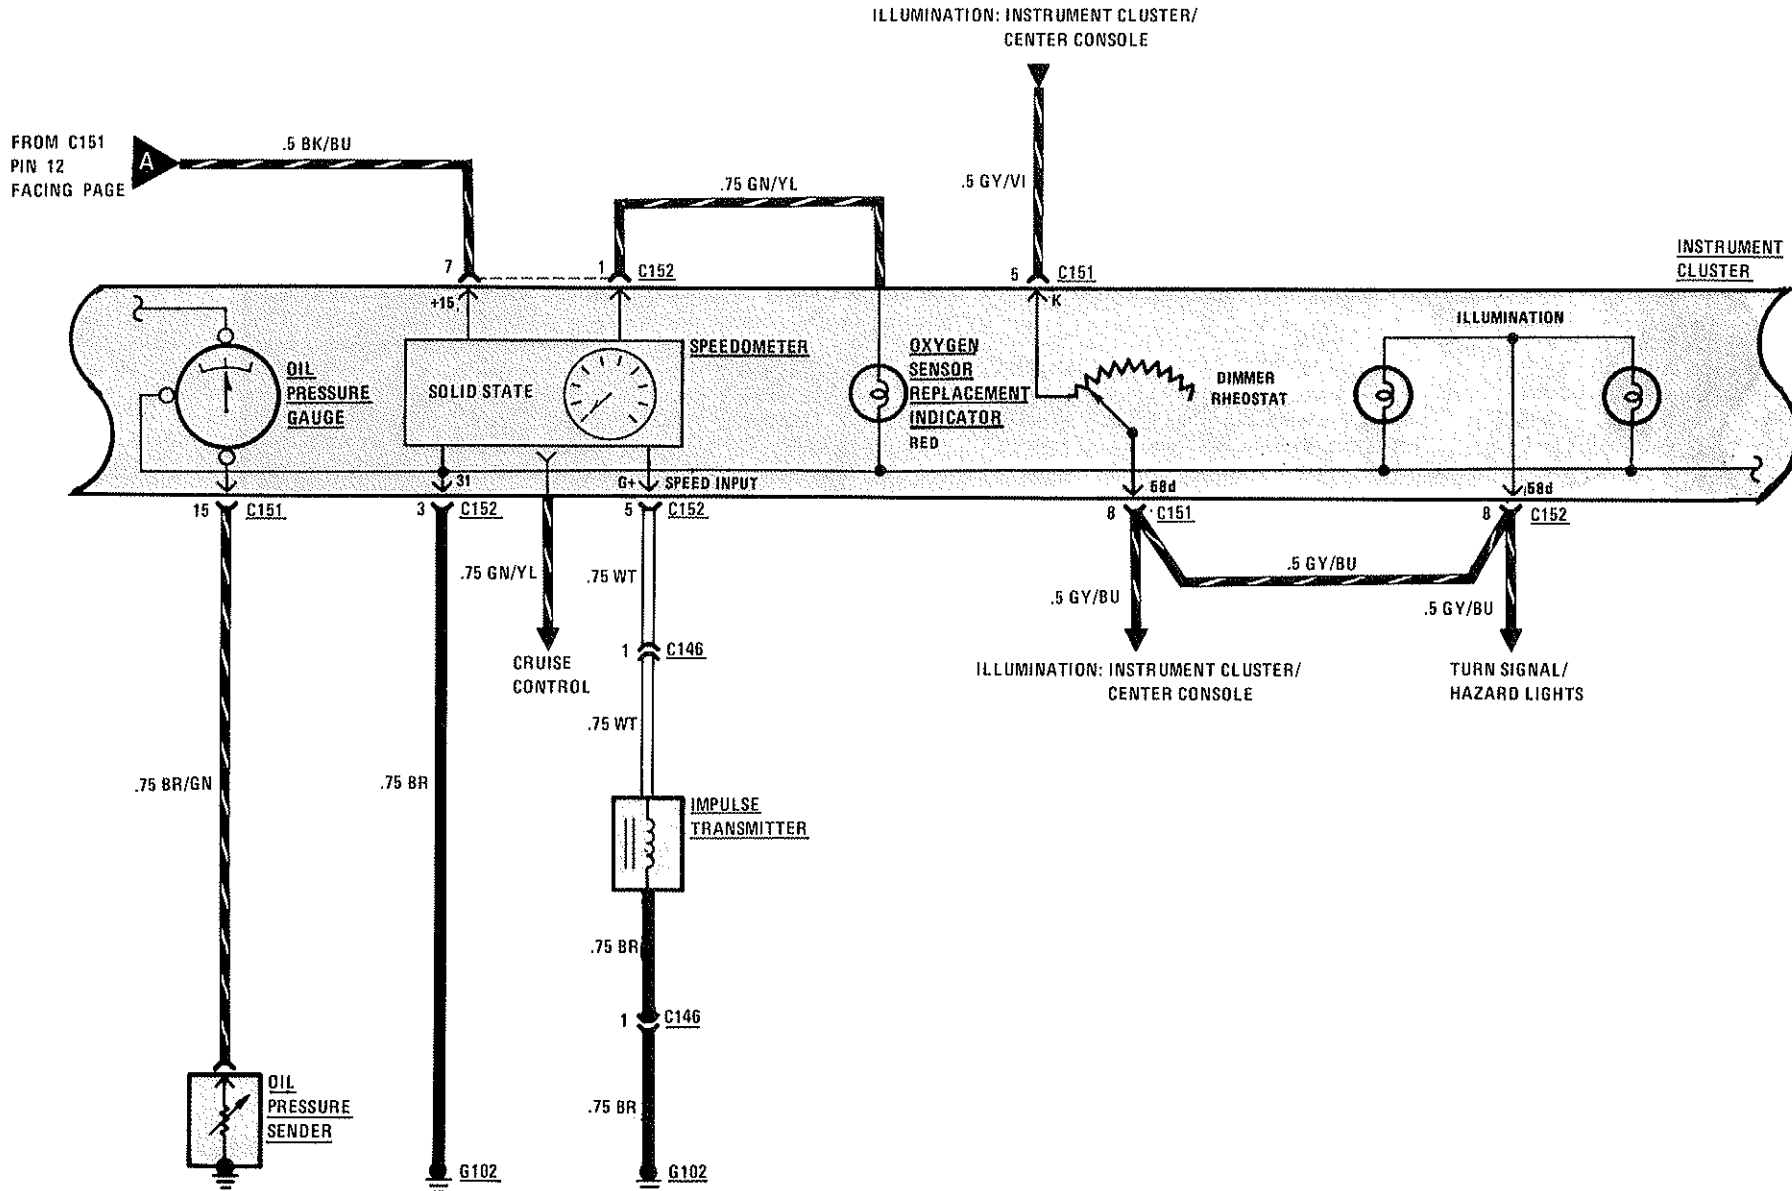 ILLUMINATION: INSTRUMENT CLUSTER/
CENTER CONSOLE
FROM C151
PIN 12
FACING PAGE
A
.5 BK/BU
.75 GN/YL
.5 GY/VI
INSTRUMENT
CLUSTER
7
1
C152
5
C151
+15
K
OIL
PRESSURE
GAUGE
SOLID STATE
SPEEDOMETER
OXYGEN
SENSOR
REPLACEMENT
INDICATOR
RED
DIMMER
RHEOSTAT
ILLUMINATION
31
G+
SPEED INPUT
58d
58d
15
C151
3
C152
5
C152
8
C151
8
C152
.75 GN/YL
.75 WT
.5 GY/BU
.5 GY/BU
.5 GY/BU
CRUISE
CONTROL
1
C146
ILLUMINATION: INSTRUMENT CLUSTER/
CENTER CONSOLE
TURN SIGNAL/
HAZARD LIGHTS
.75 WT
.75 BR/GN
.75 BR
IMPULSE
TRANSMITTER
.75 BR
1
C146
OIL
PRESSURE
SENDER
.75 BR
G102
G102